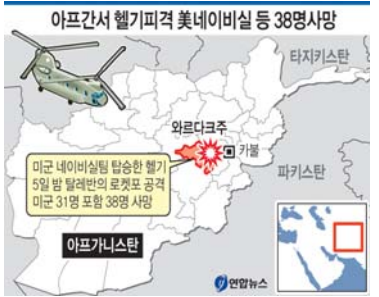 아프간서 헬기피격 美네이비실 등 38명사망
타지키스탄
와르다크주
카불
미군 네이비실팀 탑승한 헬기
5일 밤 탈레반의 로켓포 공격
미군 31명 포함 38명 사망
파키스탄
아프가니스탄
연합뉴스